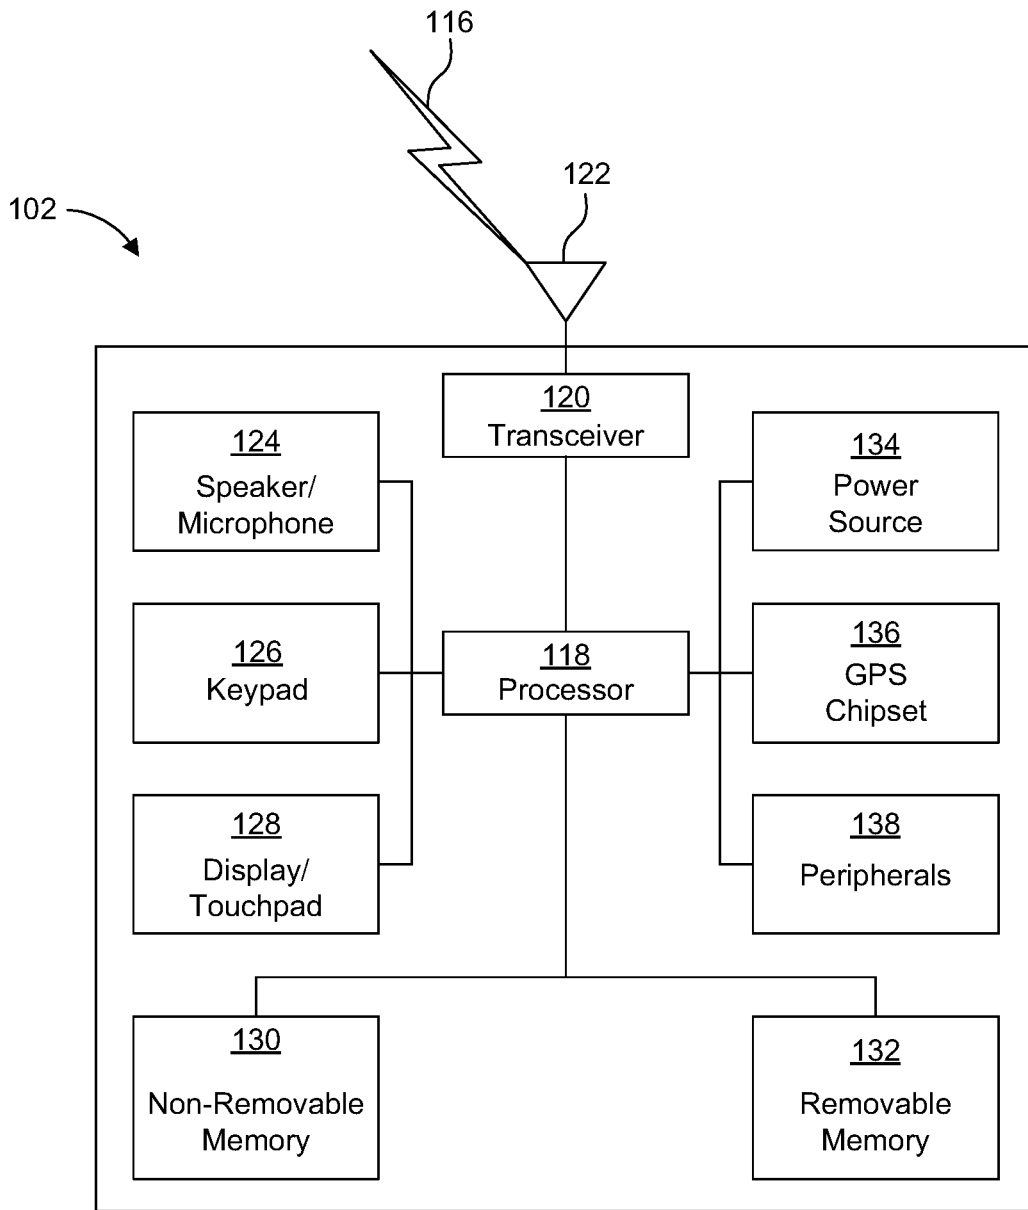 116
122
102
120
Transceiver
124
Speaker/
Microphone
134
Power
Source
126
Keypad
118
Processor
136
GPS
Chipset
128
Display/
Touchpad
138
Peripherals
130
Non-Removable
Memory
132
Removable
Memory